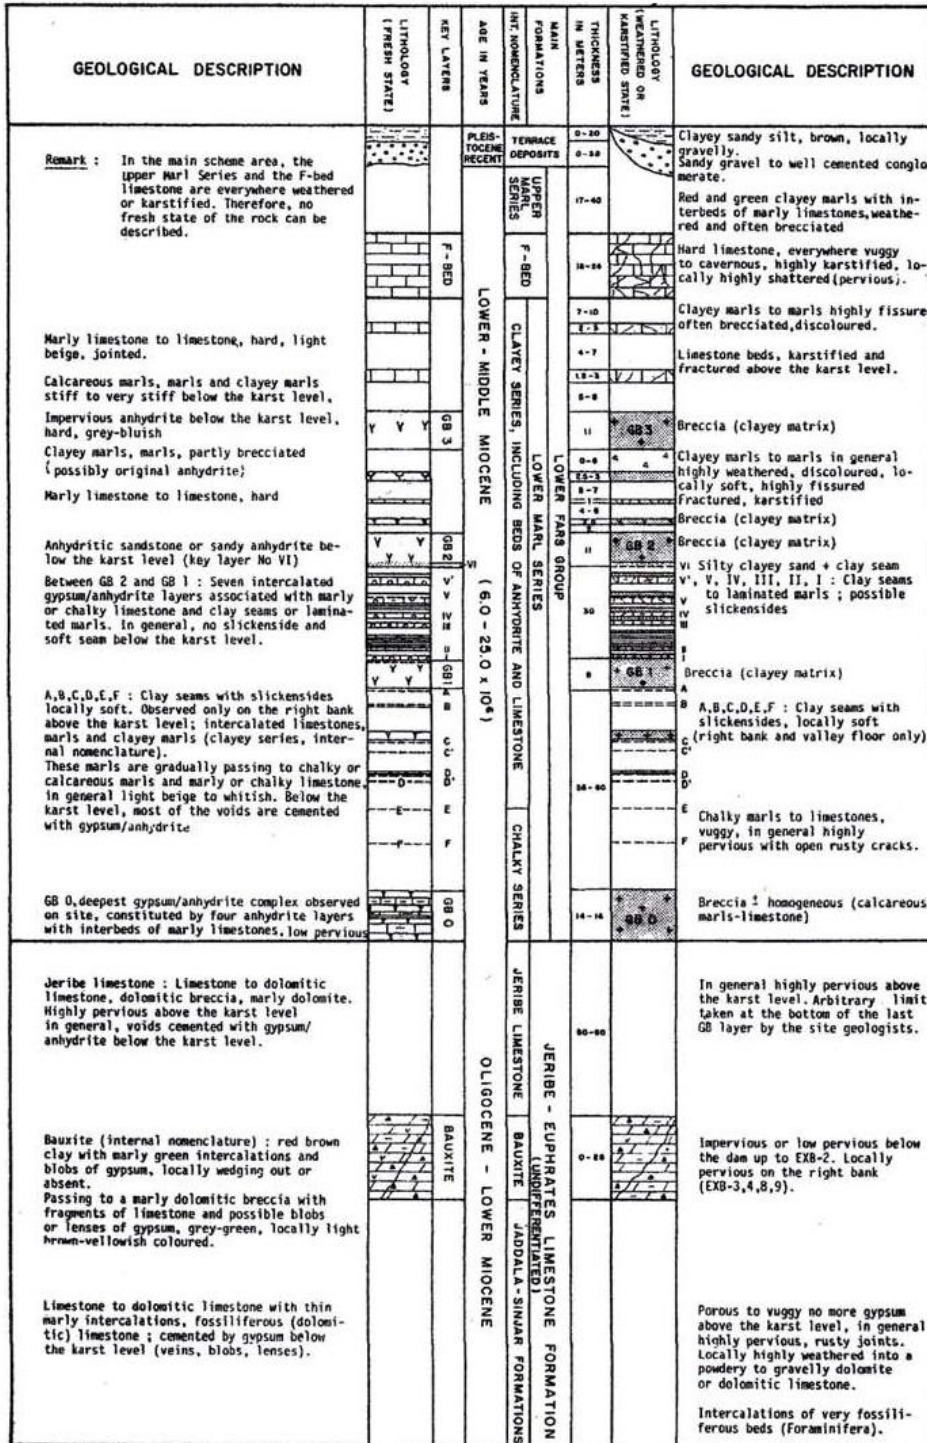 GEOLOGICAL DESCRIPTION
LITHOLOGY
(FRESH STATE)
KEY LAYERS
AGE IN YEARS
INT. NOMENCLATURE
MAIN
FORMATIONS
THICKNESS
IN METERS
LITHOLOGY
(WEATHERED OR
KARSTIFIED STATE)
GEOLOGICAL DESCRIPTION
Remark : In the main scheme area, the
upper Marl Series and the F-bed
limestone are everywhere weathered
or karstified. Therefore, no
fresh state of the rock can be
described.
Marly limestone to limestone, hard, light
beige, jointed.
Calcareous marls, marls and clayey marls
stiff to very stiff below the karst level.
Impervious anhydrite below the karst level,
hard, grey-bluish
Clayey marls, marls, partly brecciated
(possibly original anhydrite)
Marly limestone to limestone, hard
Anhydritic sandstone or sandy anhydrite be-
low the karst level (key layer No VI)
Between GB 2 and GB 1 : Seven intercalated
gypsum/anhydrite layers associated with marly
or chalky limestone and clay seams or lamina-
ted marls. In general, no slickenside and
soft seam below the karst level.
A,B,C,D,E,F : Clay seams with slickensides
locally soft. Observed only on the right bank
above the karst level; intercalated limestones,
marls and clayey marls (clayey series, inter-
nal nomenclature).
These marls are gradually passing to chalky or
calcareous marls and marly or chalky limestone,
in general light beige to whitish. Below the
karst level, most of the voids are cemented
with gypsum/anhydrite
GB 0,deepest gypsum/anhydrite complex observed
on site, constituted by four anhydrite layers
with interbeds of marly limestones, low pervious
Jeribe limestone : Limestone to dolomitic
limestone, dolomitic breccia, marly dolomite.
Highly pervious above the karst level
in general, voids cemented with gypsum/
anhydrite below the karst level.
Bauxite (internal nomenclature) : red brown
clay with marly green intercalations and
blobs of gypsum, locally wedging out or
absent.
Passing to a marly dolomitic breccia with
fragments of limestone and possible blobs
or lenses of gypsum, grey-green, locally light
brown-yellowish coloured.
Limestone to dolomitic limestone with thin
marly intercalations, fossiliferous (dolomi-
tic) limestone ; cemented by gypsum below
the karst level (veins, blobs, lenses).
F-BED
GB 3
GB 2
VI
V'
V
IV
III
II
I
GB1
A
B
C
C'
D
D'
E
F
GB 0
BAUXITE
PLEIS-
TOCENE
RECENT
LOWER - MIDDLE MIOCENE (6.0 - 25.0 x 10⁶)
OLIGOCENE - LOWER MIOCENE
TERRACE
DEPOSITS
UPPER
MARL
SERIES
F-BED
CLAYEY SERIES, INCLUDING BEDS OF ANHYDRITE AND LIMESTONE
CHALKY SERIES
LOWER MARL SERIES
LOWER FARS GROUP
JERIBE LIMESTONE
BAUXITE
JADDALA - SINJAR FORMATIONS
JERIBE - EUPHRATES LIMESTONE FORMATION
(UNDIFFERENTIATED)
0-20
0-30
17-40
7-10
4-7
11
11
30
14-16
0-25
GB3
GB 2
GB 1
GB 0
VI
V
IV
III
I
A
B
C
C'
D
D'
E
F
Clayey sandy silt, brown, locally
gravelly.
Sandy gravel to well cemented conglo
merate.
Red and green clayey marls with in-
terbeds of marly limestones,weathe-
red and often brecciated
Hard limestone, everywhere vuggy
to cavernous, highly karstified, lo-
cally highly shattered(pervious).
Clayey marls to marls highly fissure
often brecciated,discoloured.
Limestone beds, karstified and
fractured above the karst level.
Breccia (clayey matrix)
Clayey marls to marls in general
highly weathered, discoloured, lo-
cally soft, highly fissured
Fractured, karstified
Breccia (clayey matrix)
Breccia (clayey matrix)
Silty clayey sand + clay seam
V', V, IV, III, II, I : Clay seams
to laminated marls ; possible
slickensides
Breccia (clayey matrix)
A,B,C,D,E,F : Clay seams with
slickensides, locally soft
(right bank and valley floor only)
Chalky marls to limestones,
vuggy, in general highly
pervious with open rusty cracks.
Breccia ± homogeneous (calcareous
marls-limestone)
In general highly pervious above
the karst level. Arbitrary limit
taken at the bottom of the last
GB layer by the site geologists.
Impervious or low pervious below
the dam up to EXB-2. Locally
pervious on the right bank
(EXB-3,4,8,9).
Porous to vuggy no more gypsum
above the karst level, in general
highly pervious, rusty joints.
Locally highly weathered into a
powdery to gravelly dolomite
or dolomitic limestone.
Intercalations of very fossili-
ferous beds (Foraminifera).